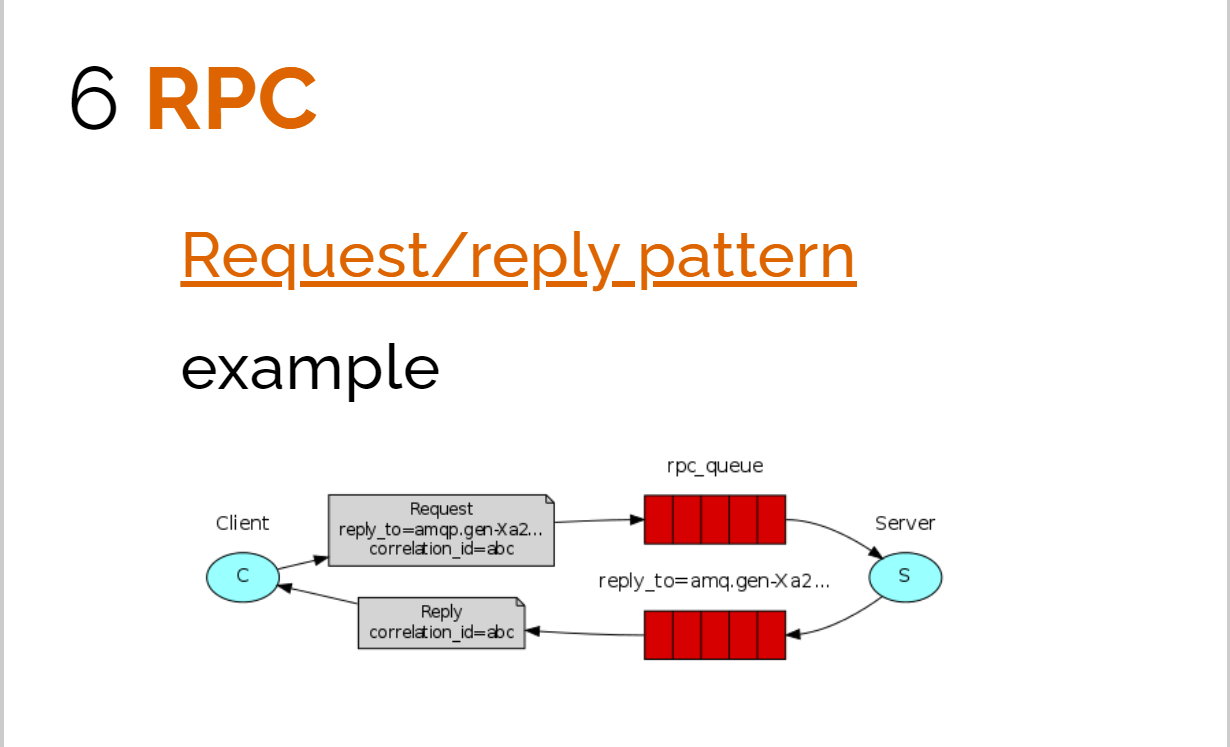 6 RPC
Request/reply pattern
example
rpc_queue
Client
Request
reply_to=amqp.gen-Xa2...
correlation_id=abc
Server
C
S
reply_to=amq.gen-Xa2...
Reply
correlation_id=abc